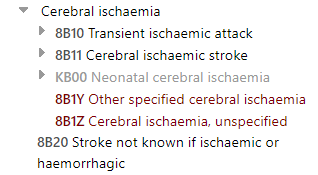 Cerebral ischaemia
8B10 Transient ischaemic attack
8B11 Cerebral ischaemic stroke
KB00 Neonatal cerebral ischaemia
8B1Y Other specified cerebral ischaemia
8B1Z Cerebral ischaemia, unspecified
8B20 Stroke not known if ischaemic or
haemorrhagic